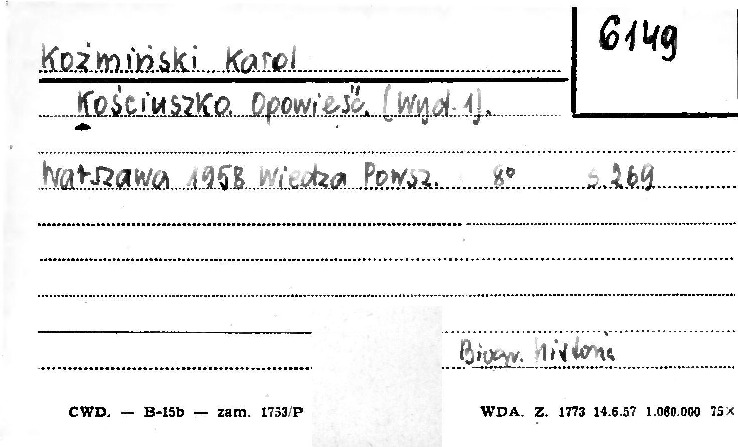 6149
Koźmiński Karol
Kościuszko. Opowieść. [Wyd. 1].
Warszawa 1958 Wiedza Powsz. 8° s. 269
Biogr. historia
CWD. — B-15b — zam. 1753/P WDA. Z. 1773 14.6.57 1.060.000 75×